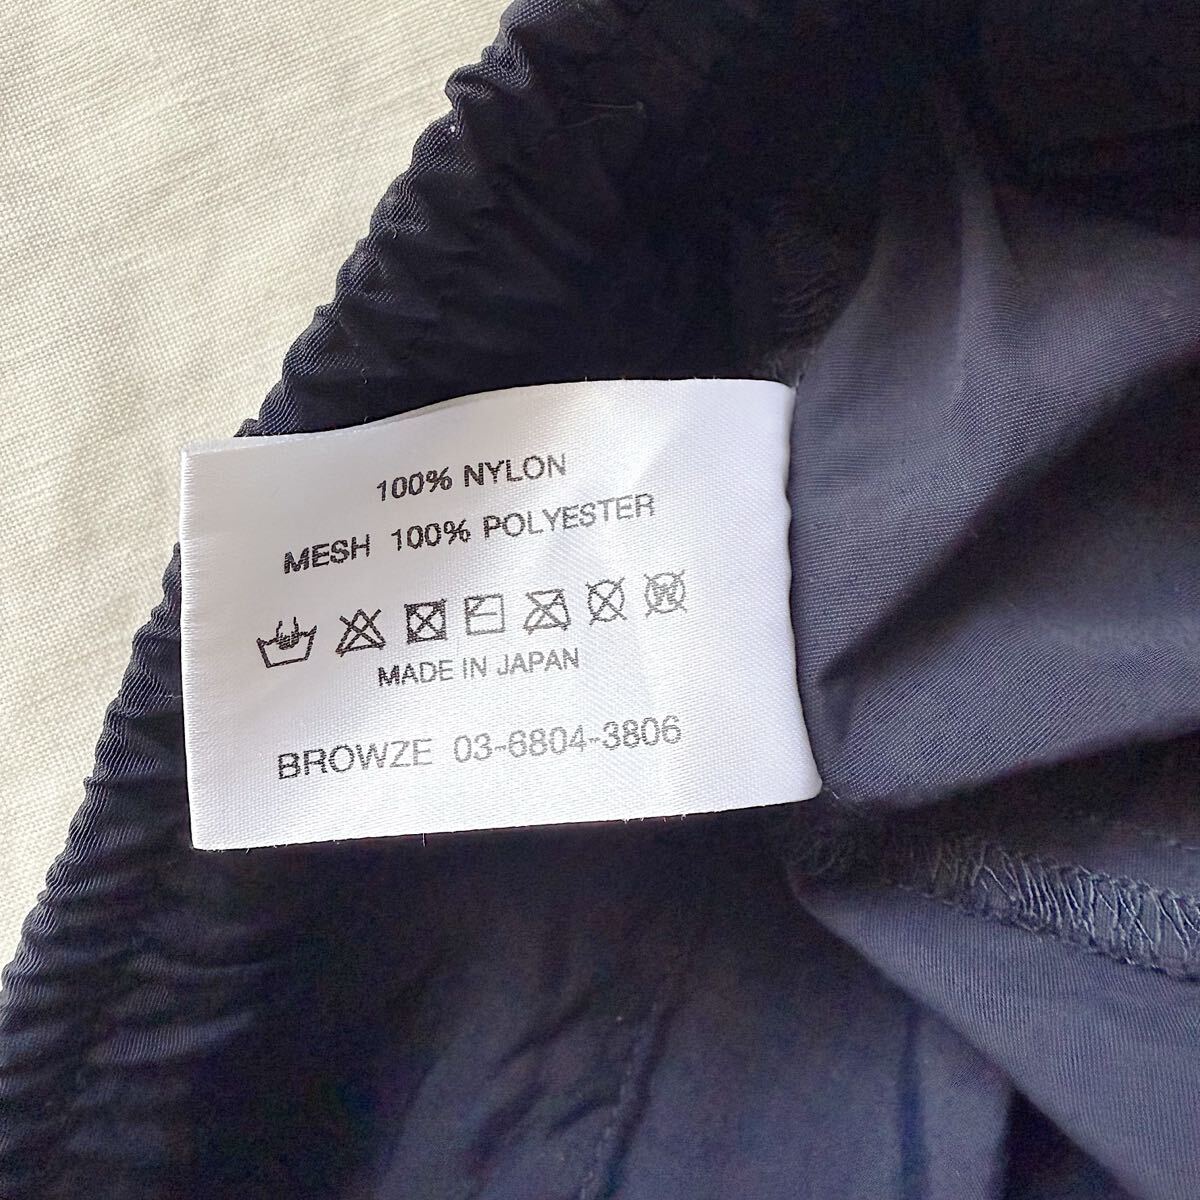 100% NYLON
MESH 100% POLYESTER
W
MADE IN JAPAN
BROWZE 03-6804-3806